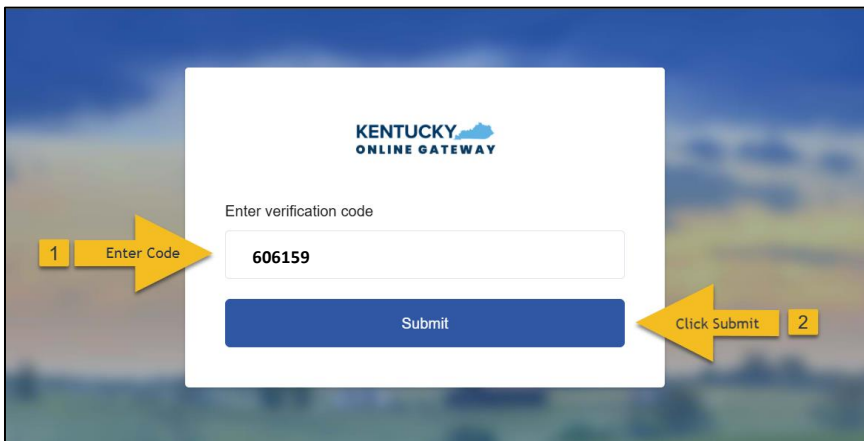 KENTUCKY
ONLINE GATEWAY
Enter verification code
1 Enter Code
606159
Submit
Click Submit 2